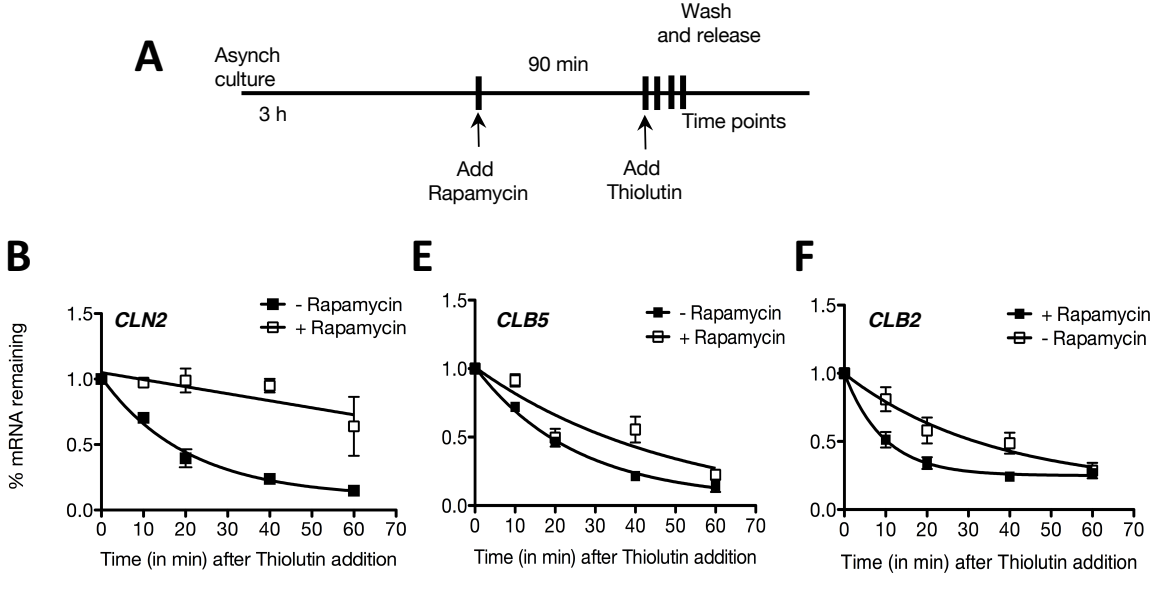 A
Asynch
culture
3 h
90 min
Wash
and release
Time points
Add
Rapamycin
Add
Thiolutin
B
% mRNA remaining
CLN2
- Rapamycin
+ Rapamycin
1.5
1.0
0.5
0.0
0 10 20 30 40 50 60 70
Time (in min) after Thiolutin addition
E
CLB5
- Rapamycin
+ Rapamycin
1.5
1.0
0.5
0.0
0 10 20 30 40 50 60 70
Time (in min) after Thiolutin addition
F
CLB2
+ Rapamycin
- Rapamycin
1.5
1.0
0.5
0.0
0 10 20 30 40 50 60 70
Time (in min) after Thiolutin addition